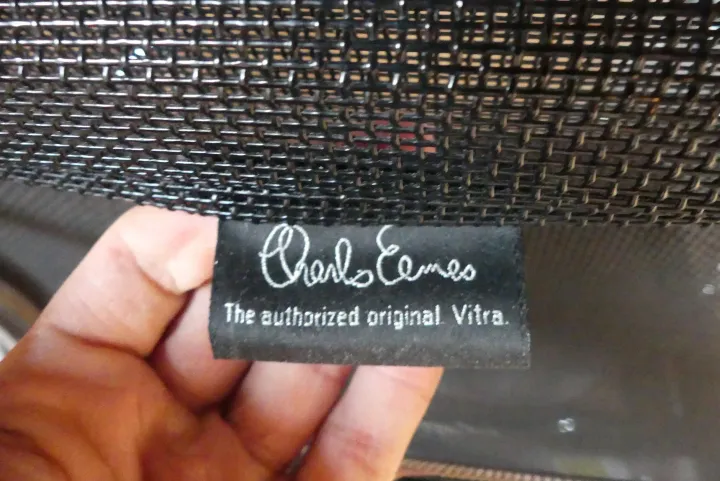 Charles Eames
The authorized original. Vitra.